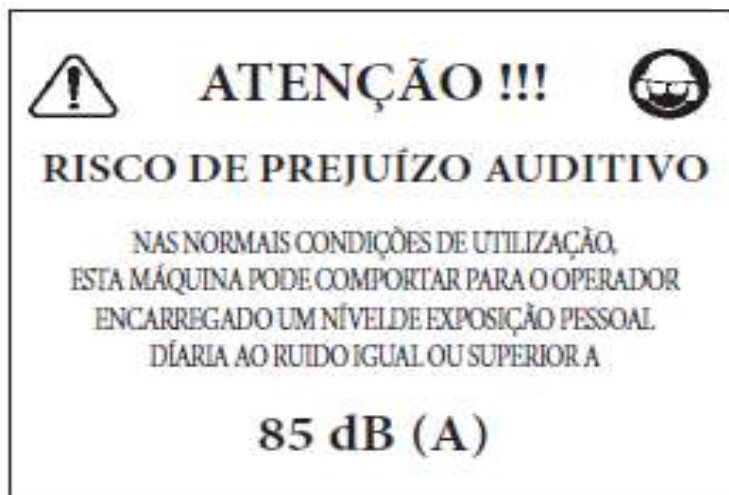 ATENÇÃO !!!
RISCO DE PREJUÍZO AUDITIVO
NAS NORMAIS CONDIÇÕES DE UTILIZAÇÃO,
ESTA MÁQUINA PODE COMPORTAR PARA O OPERADOR
ENCARREGADO UM NÍVELDE EXPOSIÇÃO PESSOAL
DÍARIA AO RUIDO IGUAL OU SUPERIOR A
85 dB (A)